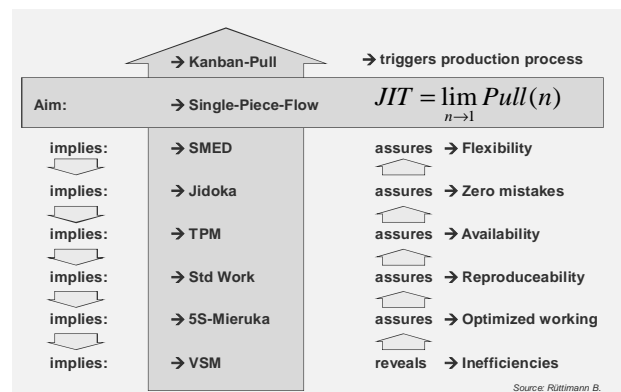 → Kanban-Pull → triggers production process
Aim: → Single-Piece-Flow JIT = lim Pull(n)
n→1
implies: → SMED assures → Flexibility
implies: → Jidoka assures → Zero mistakes
implies: → TPM assures → Availability
implies: → Std Work assures → Reproduceability
implies: → 5S-Mieruka assures → Optimized working
implies: → VSM reveals → Inefficiencies
Source: Rüttimann B.